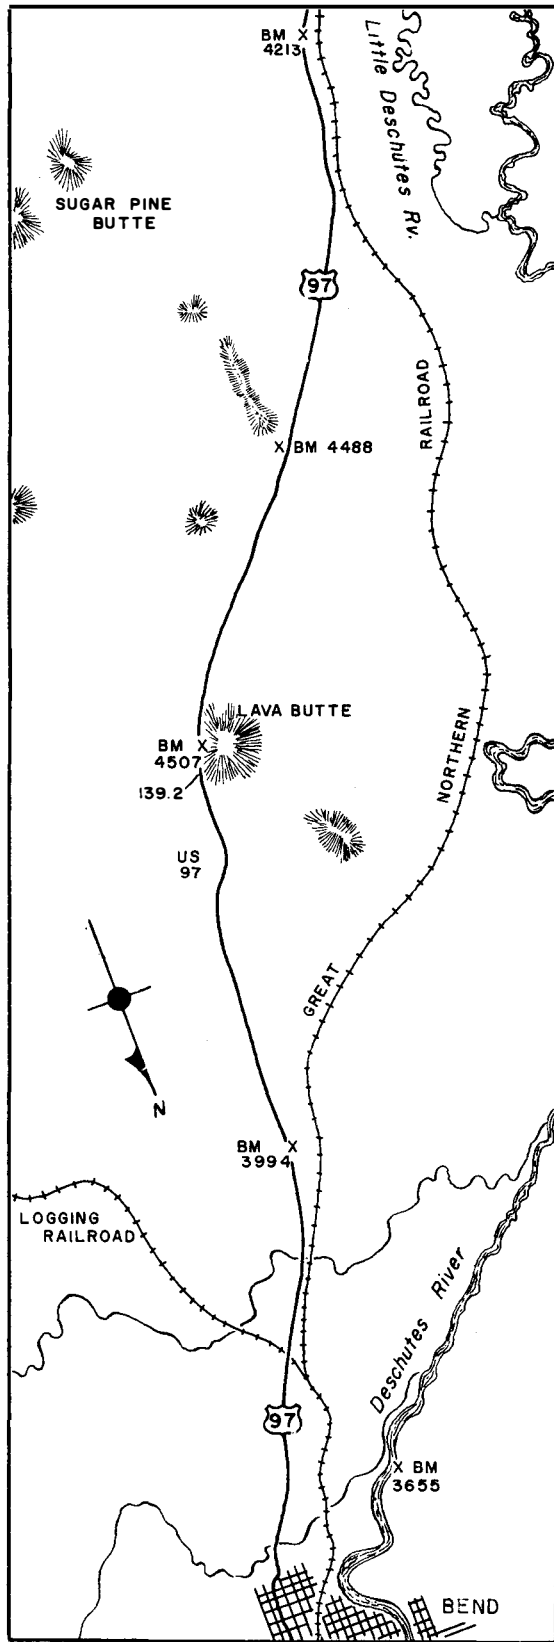 BM X
4213
Little Deschutes Rv.
SUGAR PINE
BUTTE
97
RAILROAD
X BM 4488
LAVA BUTTE
BM X
4507
139.2
NORTHERN
US
97
GREAT
N
BM X
3994
LOGGING
RAILROAD
Deschutes River
97
X BM
3655
BEND